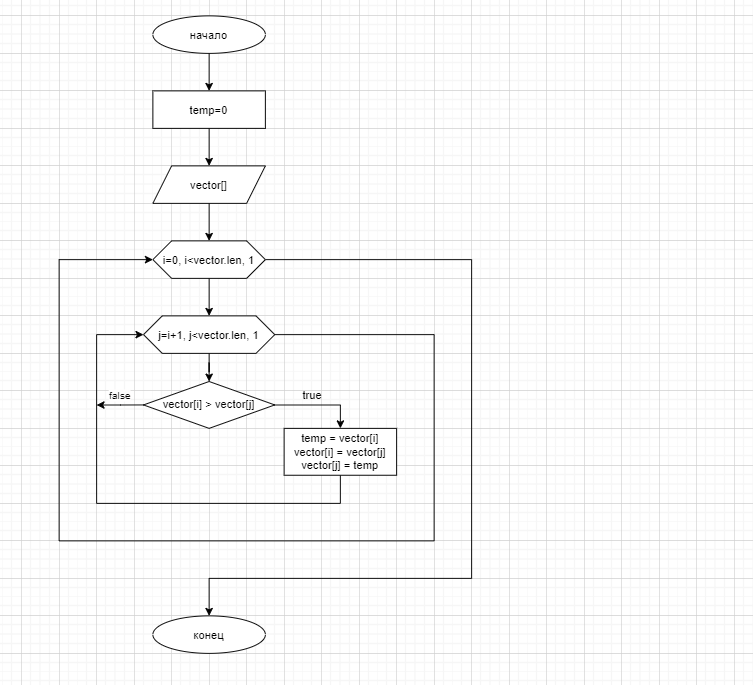 начало
temp=0
vector[]
i=0, i<vector.len, 1
j=i+1, j<vector.len, 1
false
vector[i] > vector[j]
true
temp = vector[i]
vector[i] = vector[j]
vector[j] = temp
конец